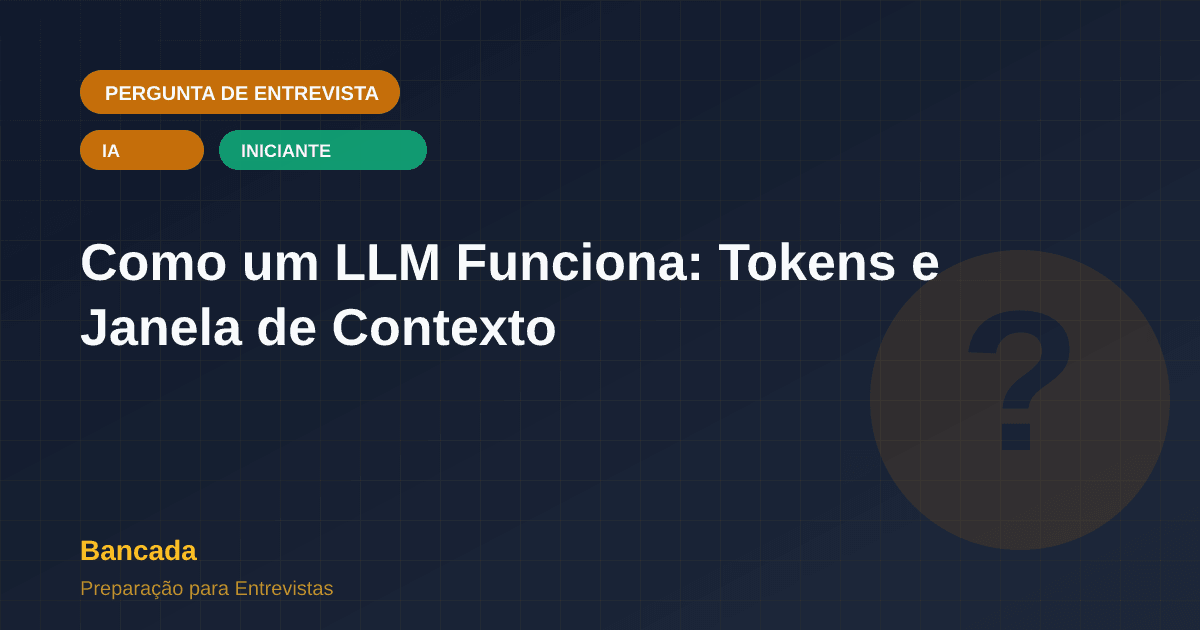 PERGUNTA DE ENTREVISTA
IA
INICIANTE
Como um LLM Funciona: Tokens e
Janela de Contexto
?
Bancada
Preparação para Entrevistas